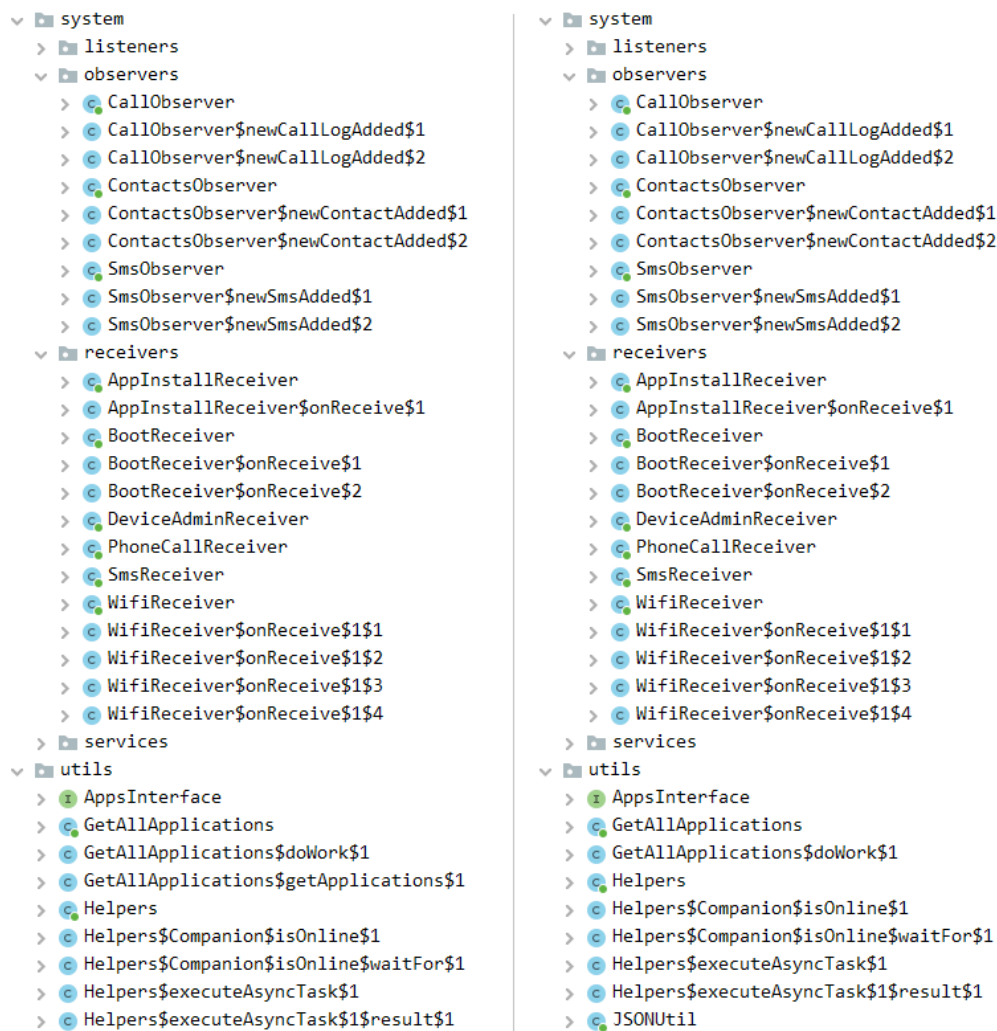 system
listeners
observers
CallObserver
CallObserver$newCallLogAdded$1
CallObserver$newCallLogAdded$2
ContactsObserver
ContactsObserver$newContactAdded$1
ContactsObserver$newContactAdded$2
SmsObserver
SmsObserver$newSmsAdded$1
SmsObserver$newSmsAdded$2
receivers
AppInstallReceiver
AppInstallReceiver$onReceive$1
BootReceiver
BootReceiver$onReceive$1
BootReceiver$onReceive$2
DeviceAdminReceiver
PhoneCallReceiver
SmsReceiver
WifiReceiver
WifiReceiver$onReceive$1$1
WifiReceiver$onReceive$1$2
WifiReceiver$onReceive$1$3
WifiReceiver$onReceive$1$4
services
utils
AppsInterface
GetAllApplications
GetAllApplications$doWork$1
GetAllApplications$getApplications$1
Helpers
Helpers$Companion$isOnline$1
Helpers$Companion$isOnline$waitFor$1
Helpers$executeAsyncTask$1
Helpers$executeAsyncTask$1$result$1
system
listeners
observers
CallObserver
CallObserver$newCallLogAdded$1
CallObserver$newCallLogAdded$2
ContactsObserver
ContactsObserver$newContactAdded$1
ContactsObserver$newContactAdded$2
SmsObserver
SmsObserver$newSmsAdded$1
SmsObserver$newSmsAdded$2
receivers
AppInstallReceiver
AppInstallReceiver$onReceive$1
BootReceiver
BootReceiver$onReceive$1
BootReceiver$onReceive$2
DeviceAdminReceiver
PhoneCallReceiver
SmsReceiver
WifiReceiver
WifiReceiver$onReceive$1$1
WifiReceiver$onReceive$1$2
WifiReceiver$onReceive$1$3
WifiReceiver$onReceive$1$4
services
utils
AppsInterface
GetAllApplications
GetAllApplications$doWork$1
Helpers
Helpers$Companion$isOnline$1
Helpers$Companion$isOnline$waitFor$1
Helpers$executeAsyncTask$1
Helpers$executeAsyncTask$1$result$1
JSONUtil